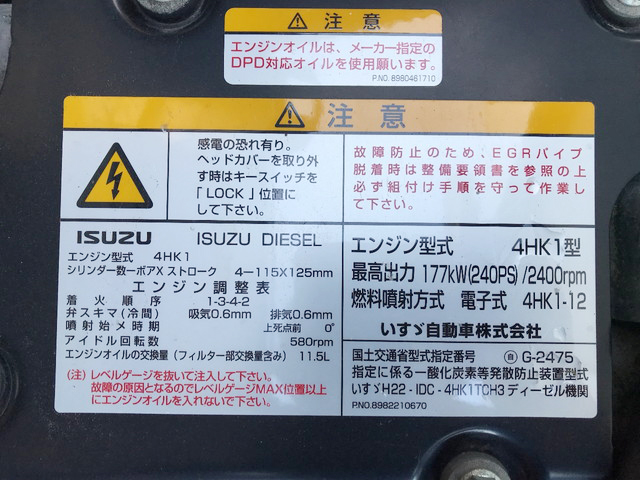 注意
エンジンオイルは、メーカー指定の
DPD対応オイルを使用願います。
P.NO. 8980461710
注意
感電の恐れ有り。
ヘッドカバーを取り外
す時はキースイッチを
「LOCK」位置に
して下さい。
故障防止のため、EGRパイプ
脱着時は整備要領書を参照の上
必ず組付け手順を守って作業し
て下さい。
ISUZU ISUZU DIESEL
エンジン型式 4HK1
シリンダー数ーボアX ストローク 4ー115X125mm
エンジン調整表
着火順序 1-3-4-2
弁スキマ(冷間) 吸気0.6mm 排気0.6mm
噴射始メ時期 上死点前 0°
アイドル回転数 580rpm
エンジンオイルの交換量(フィルター部交換量含み) 11.5L
(注)レベルゲージを抜いて注入して下さい。
故障の原因となるのでレベルゲージMAX位置以上
にエンジンオイルを入れないで下さい。
エンジン型式 4HK1型
最高出力 177kW(240PS)/2400rpm
燃料噴射方式 電子式 4HK1-12
いすゞ自動車株式会社
国土交通省型式指定番号 自 G-2475
指定に係る一酸化炭素等発散防止装置型式
いすゞH22-IDC-4HK1TCH3 ディーゼル機関
P.NO.8982210670